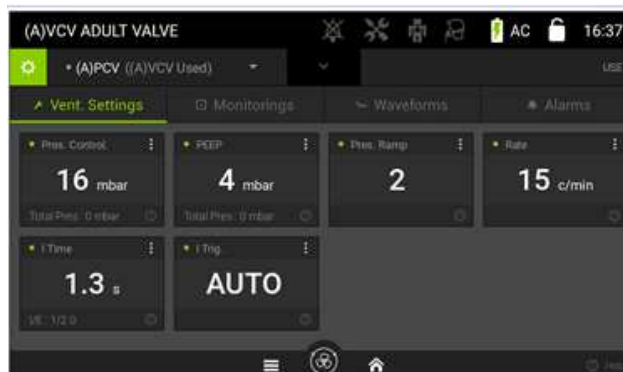 (A)VCV ADULT VALVE AC 16:37
(A)PCV ((A)VCV Used) USE
Vent. Settings Monitorings Waveforms Alarms
Pres. Control PEEP Pres. Ramp Rate
16 mbar 4 mbar 2 15 c/min
Total Pres.: 0 mbar Total Pres.: 0 mbar
I Time I Trig.
1.3 s AUTO
I/E: 1/2.0